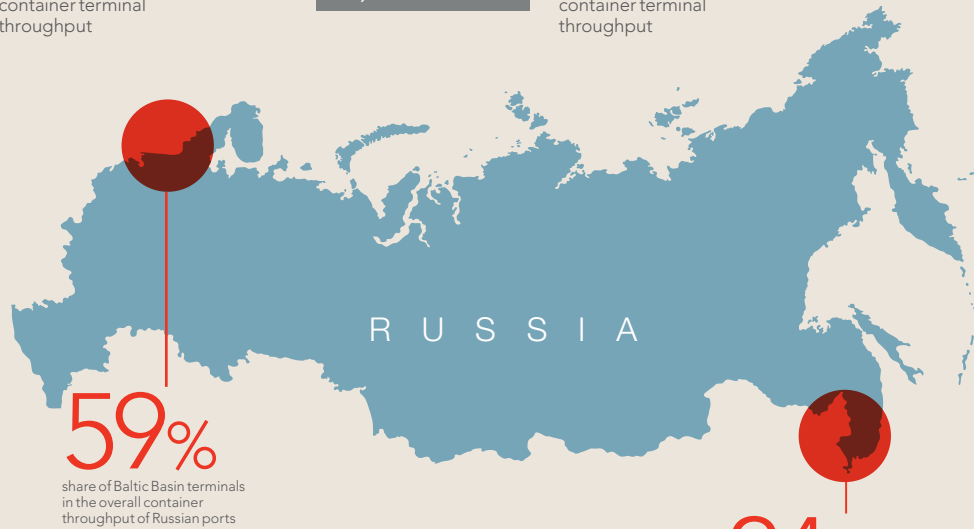 container terminal
throughput
container terminal
throughput
RUSSIA
59%
share of Baltic Basin terminals
in the overall container
throughput of Russian ports